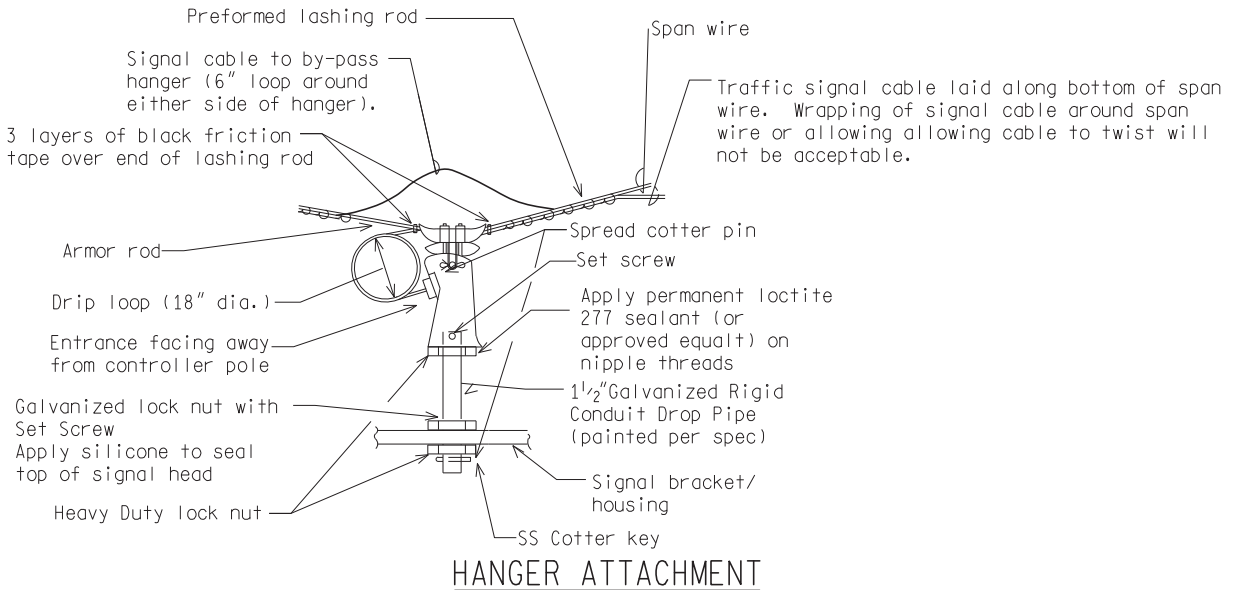 Preformed lashing rod
Span wire
Signal cable to by-pass
hanger (6" loop around
either side of hanger).
Traffic signal cable laid along bottom of span
wire. Wrapping of signal cable around span
wire or allowing allowing cable to twist will
not be acceptable.
3 layers of black friction
tape over end of lashing rod
Armor rod
Spread cotter pin
Set screw
Drip loop (18" dia.)
Apply permanent loctite
277 sealant (or
approved equalt) on
nipple threads
Entrance facing away
from controller pole
1 1/2" Galvanized Rigid
Conduit Drop Pipe
(painted per spec)
Galvanized lock nut with
Set Screw
Apply silicone to seal
top of signal head
Signal bracket/
housing
Heavy Duty lock nut
SS Cotter key
HANGER ATTACHMENT